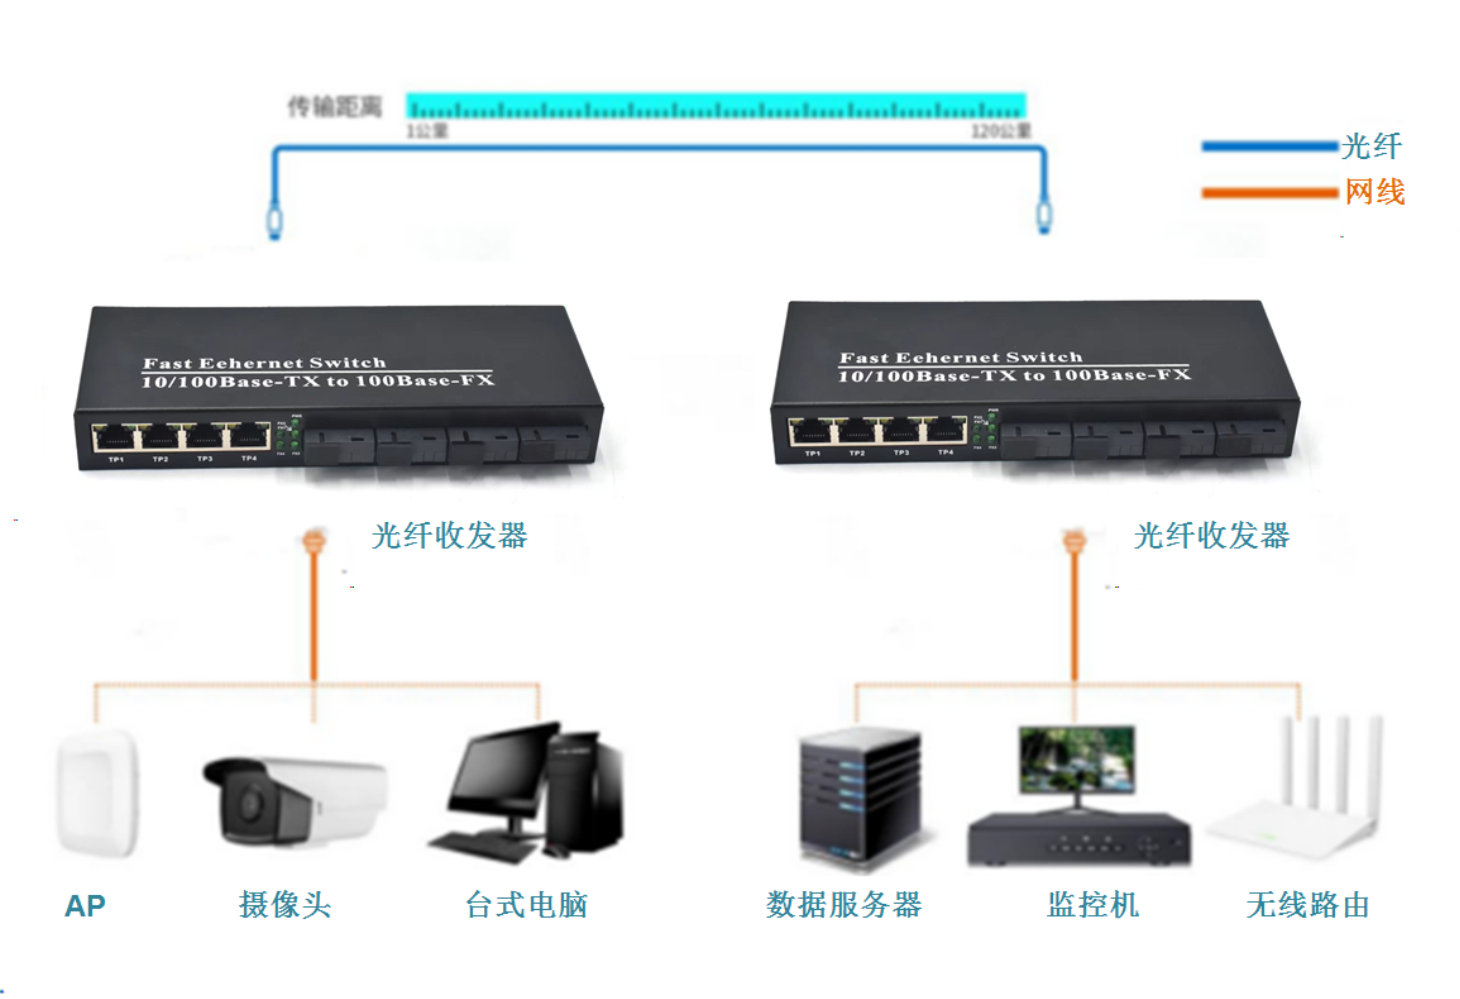 传输距离
1公里
120公里
光纤
网线
Fast Eehernet Switch
10/100Base-TX to 100Base-FX
TP1 TP2 TP3 TP4
Fast Eehernet Switch
10/100Base-TX to 100Base-FX
TP1 TP2 TP3 TP4
光纤收发器
光纤收发器
AP
摄像头
台式电脑
数据服务器
监控机
无线路由